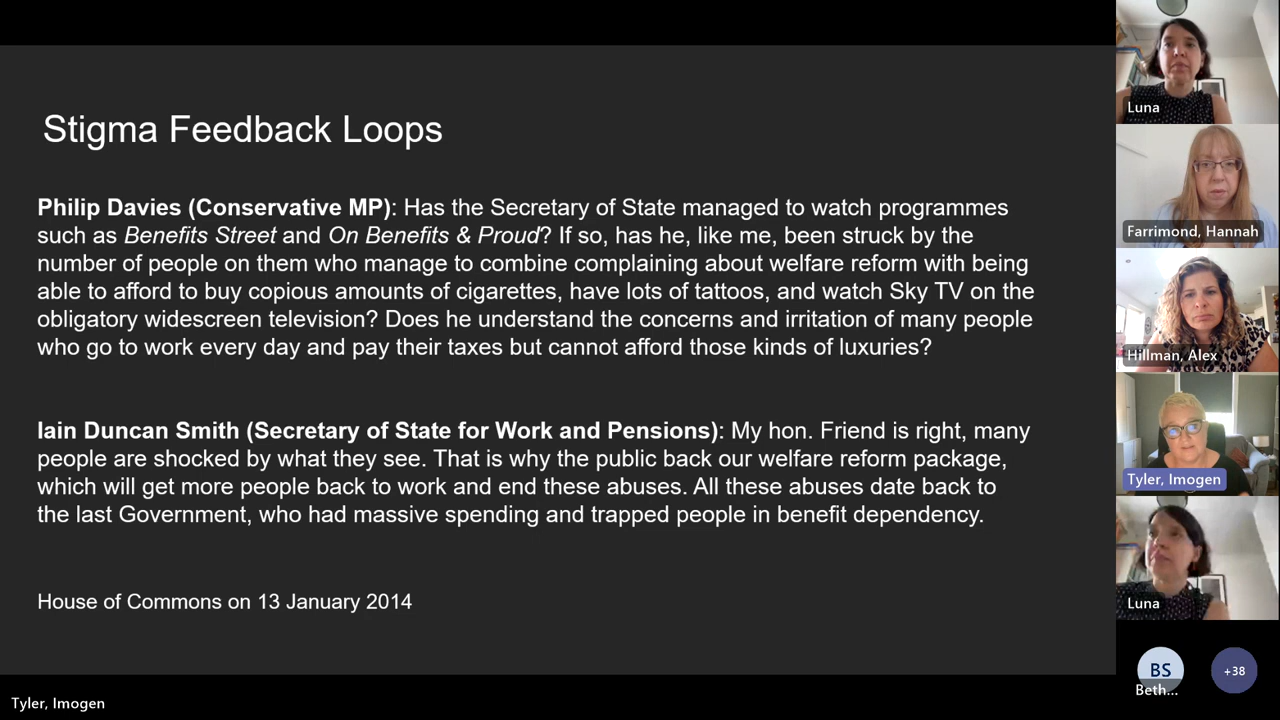 Stigma Feedback Loops
Philip Davies (Conservative MP): Has the Secretary of State managed to watch programmes
such as Benefits Street and On Benefits & Proud? If so, has he, like me, been struck by the
number of people on them who manage to combine complaining about welfare reform with being
able to afford to buy copious amounts of cigarettes, have lots of tattoos, and watch Sky TV on the
obligatory widescreen television? Does he understand the concerns and irritation of many people
who go to work every day and pay their taxes but cannot afford those kinds of luxuries?
Iain Duncan Smith (Secretary of State for Work and Pensions): My hon. Friend is right, many
people are shocked by what they see. That is why the public back our welfare reform package,
which will get more people back to work and end these abuses. All these abuses date back to
the last Government, who had massive spending and trapped people in benefit dependency.
House of Commons on 13 January 2014
Tyler, Imogen
Luna
Farrimond, Hannah
Hillman, Alex
Tyler, Imogen
Luna
BS
Beth...
+38